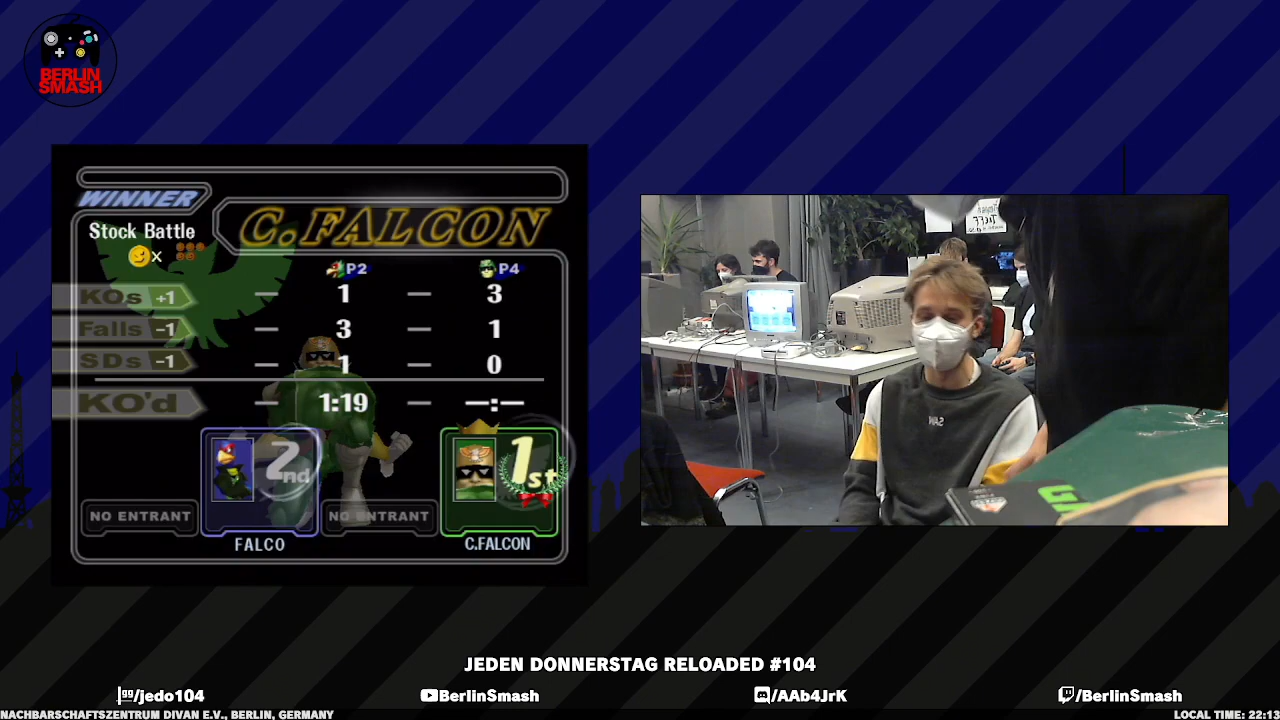 BERLIN
SMASH
WINNER
C.FALCON
Stock Battle
×
P2
P4
KOs +1
1
3
Falls -1
3
1
SDs -1
1
0
KO'd
1:19
—:—
2nd
1st
NO ENTRANT
NO ENTRANT
FALCO
C.FALCON
JEDEN DONNERSTAG RELOADED #104
gg/jedo104
BerlinSmash
/AAb4JrK
/BerlinSmash
NACHBARSCHAFTSZENTRUM DIVAN E.V., BERLIN, GERMANY
LOCAL TIME: 22:13